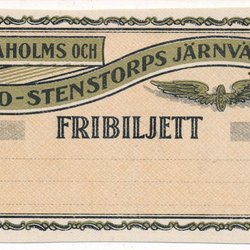 AHOLMS OCH
O-STENSTORPS JÄRNVÄ
FRIBILJETT